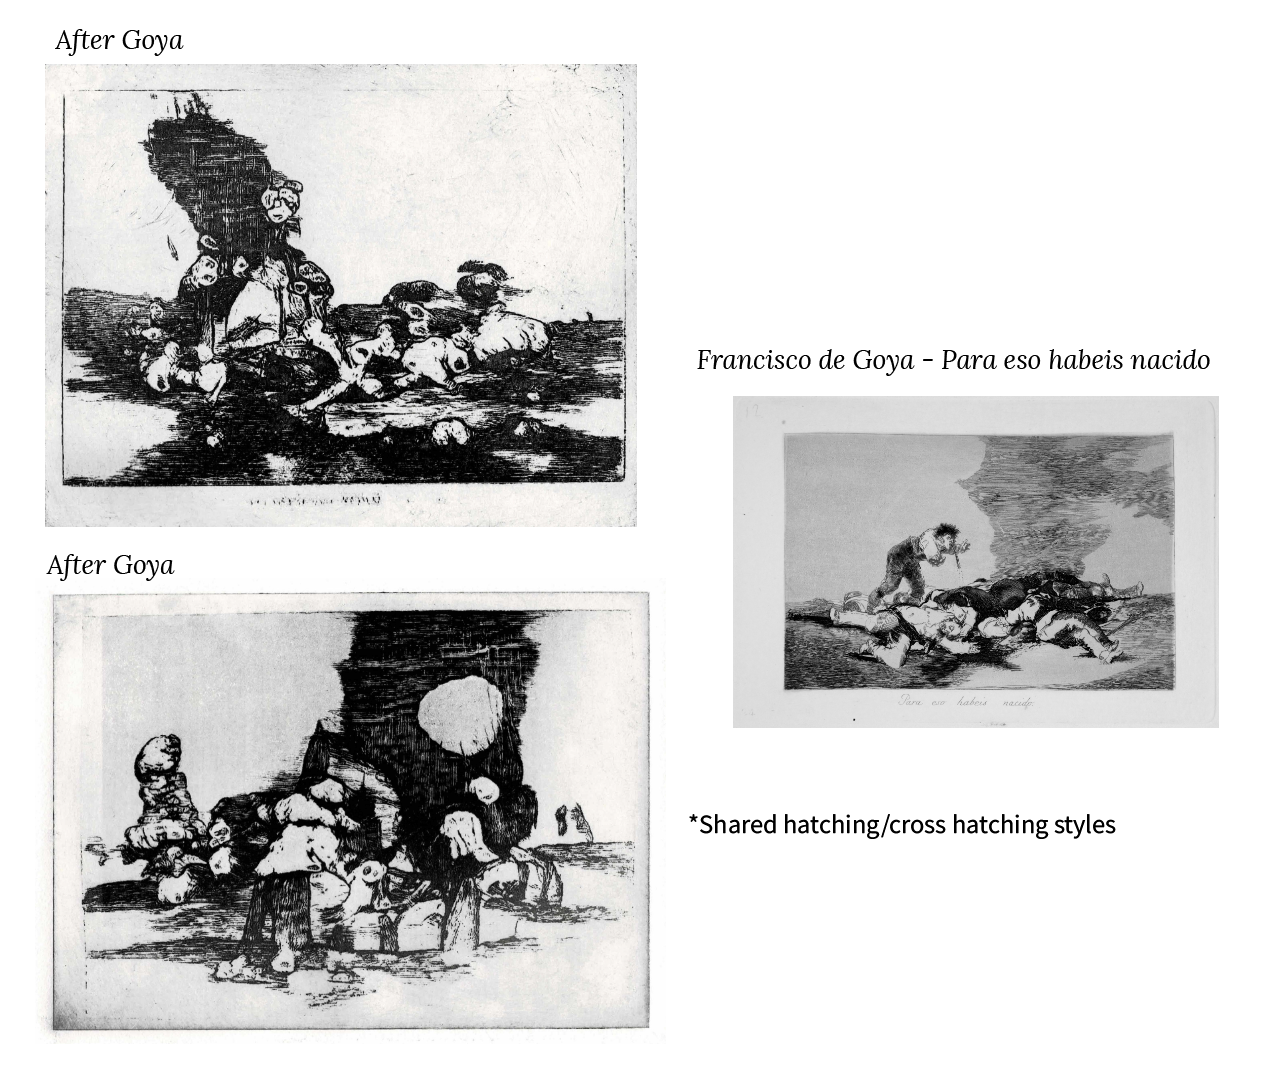 After Goya
Francisco de Goya - Para eso habeis nacido
Para eso habeis nacido.
After Goya
*Shared hatching/cross hatching styles